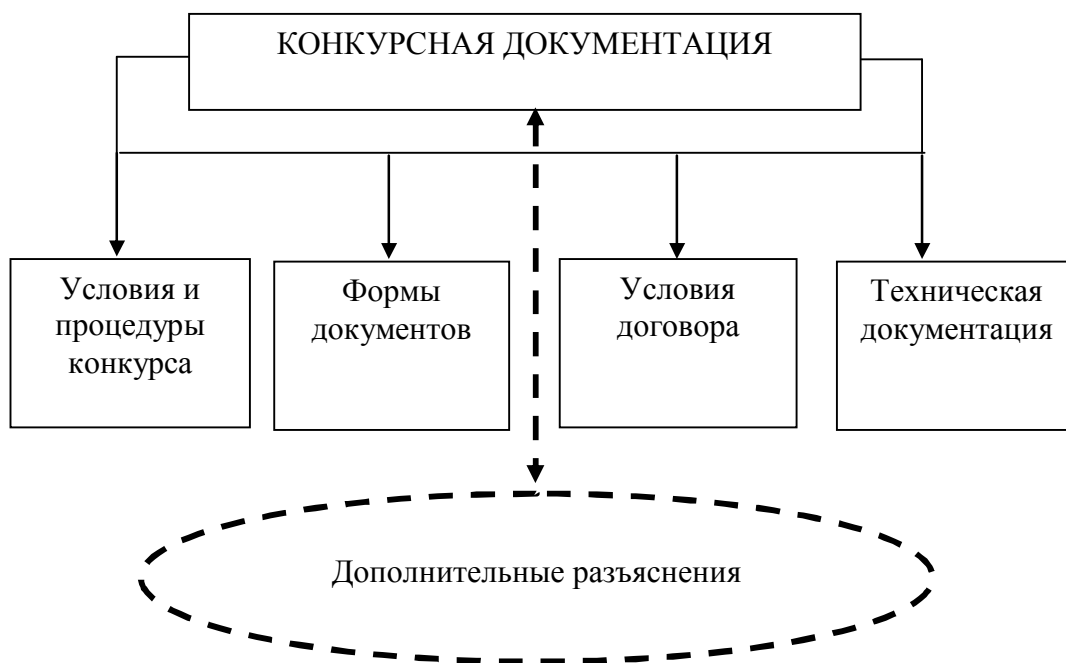 КОНКУРСНАЯ ДОКУМЕНТАЦИЯ
Условия и
процедуры
конкурса
Формы
документов
Условия
договора
Техническая
документация
Дополнительные разъяснения